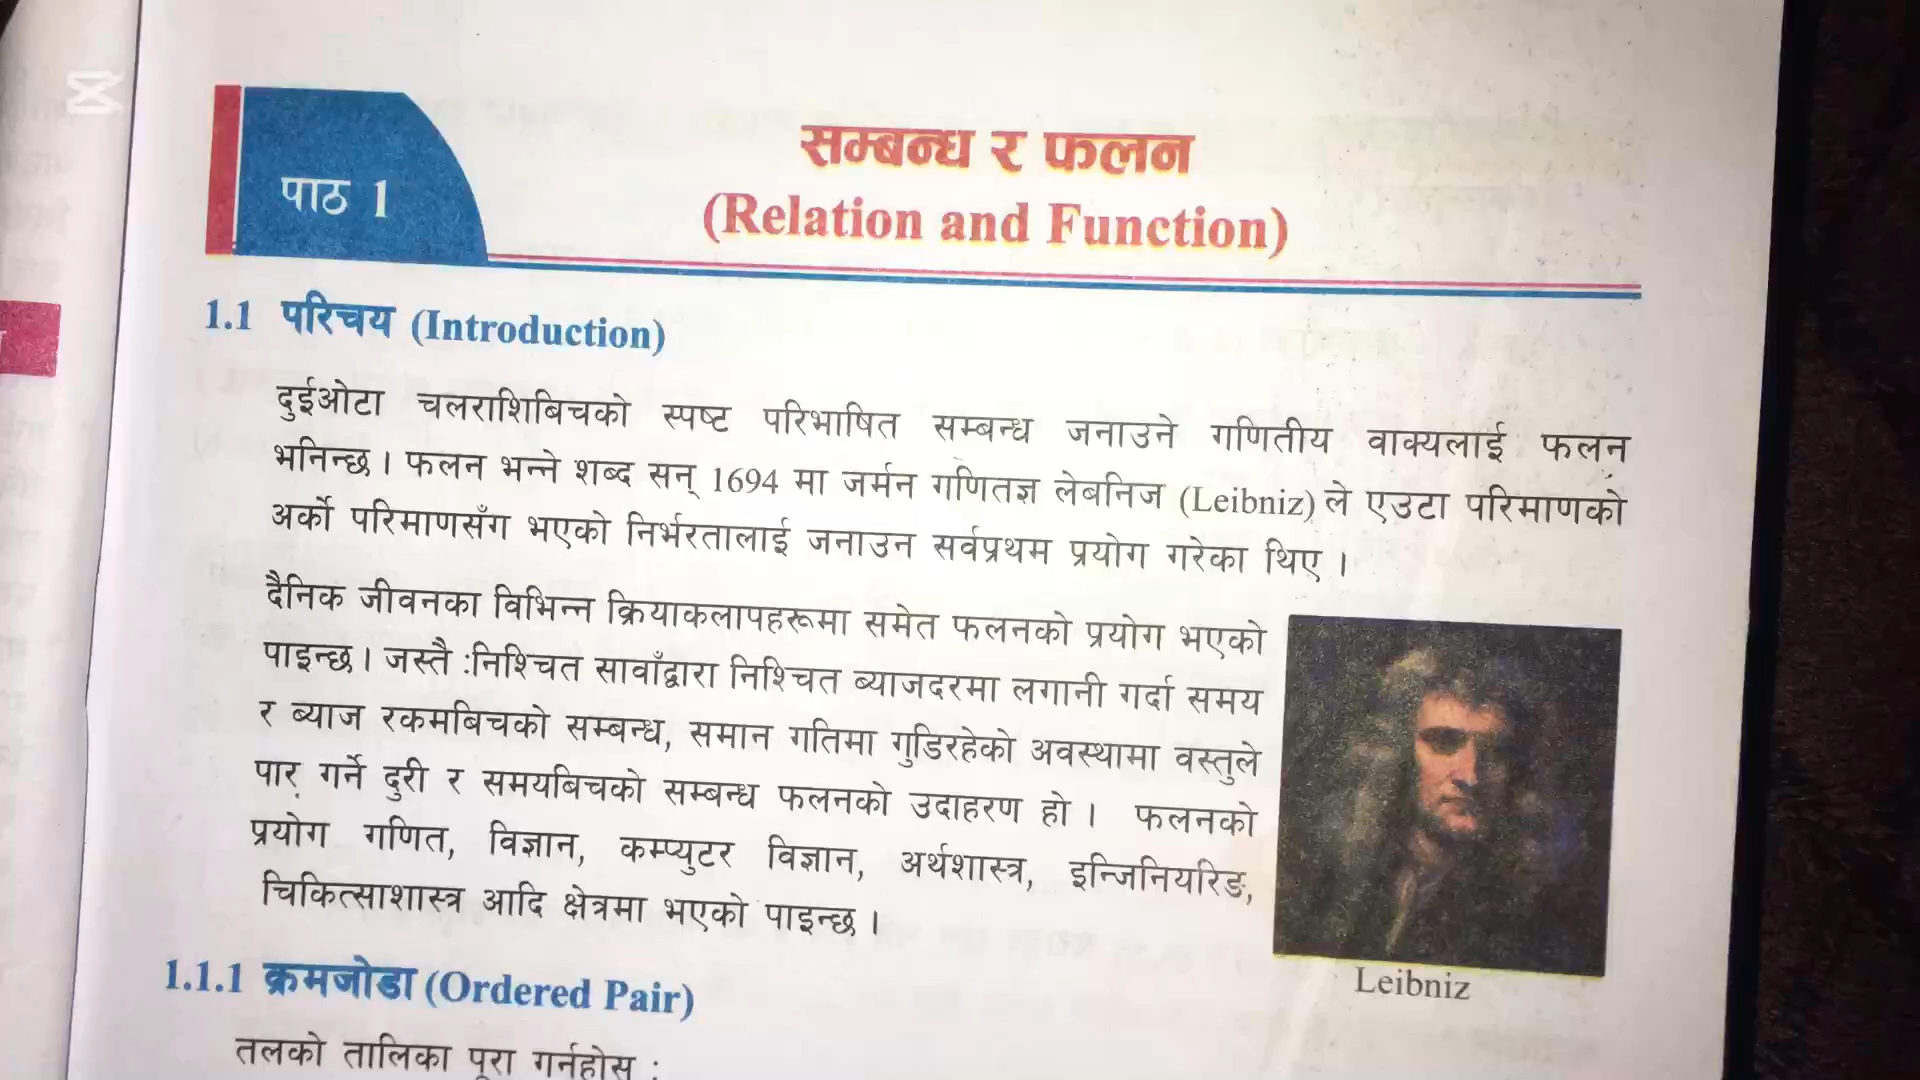 पाठ 1
सम्बन्ध र फलन
(Relation and Function)
1.1 परिचय (Introduction)
दुईओटा चलराशिबिचको स्पष्ट परिभाषित सम्बन्ध जनाउने गणितीय वाक्यलाई फलन
भनिन्छ । फलन भन्ने शब्द सन् 1694 मा जर्मन गणितज्ञ लेबनिज (Leibniz) ले एउटा परिमाणको
अर्को परिमाणसँग भएको निर्भरतालाई जनाउन सर्वप्रथम प्रयोग गरेका थिए ।
दैनिक जीवनका विभिन्न क्रियाकलापहरूमा समेत फलनको प्रयोग भएको
पाइन्छ । जस्तै :निश्चित सावाँद्वारा निश्चित ब्याजदरमा लगानी गर्दा समय
र ब्याज रकमबिचको सम्बन्ध, समान गतिमा गुडिरहेको अवस्थामा वस्तुले
पार गर्ने दुरी र समयबिचको सम्बन्ध फलनको उदाहरण हो । फलनको
प्रयोग गणित, विज्ञान, कम्प्युटर विज्ञान, अर्थशास्त्र, इन्जिनियरिङ,
चिकित्साशास्त्र आदि क्षेत्रमा भएको पाइन्छ ।
Leibniz
1.1.1 क्रमजोडा (Ordered Pair)
तलको तालिका पूरा गर्नुहोस् :